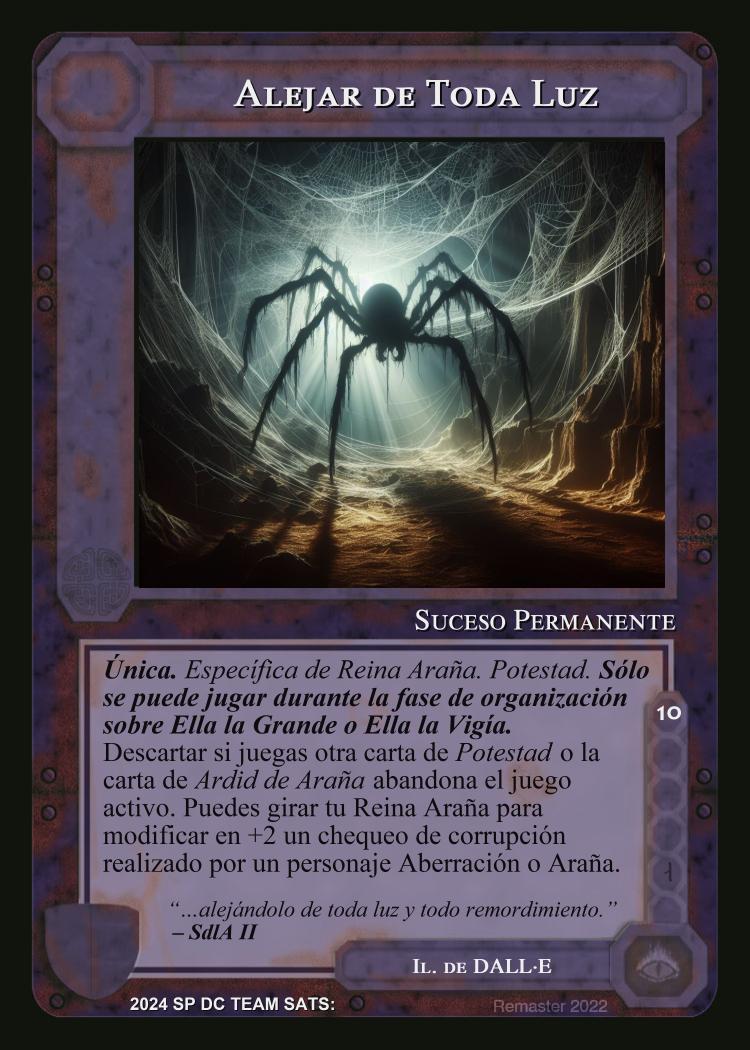 Alejar de Toda Luz
Suceso Permanente
Única. Específica de Reina Araña. Potestad. Sólo
se puede jugar durante la fase de organización
sobre Ella la Grande o Ella la Vigía.
10
Descartar si juegas otra carta de Potestad o la
carta de Ardid de Araña abandona el juego
activo. Puedes girar tu Reina Araña para
modificar en +2 un chequeo de corrupción
realizado por un personaje Aberración o Araña.
“...alejándolo de toda luz y todo remordimiento.”
– SdlA II
Il. de DALL·E
2024 SP DC TEAM SATS:
Remaster 2022